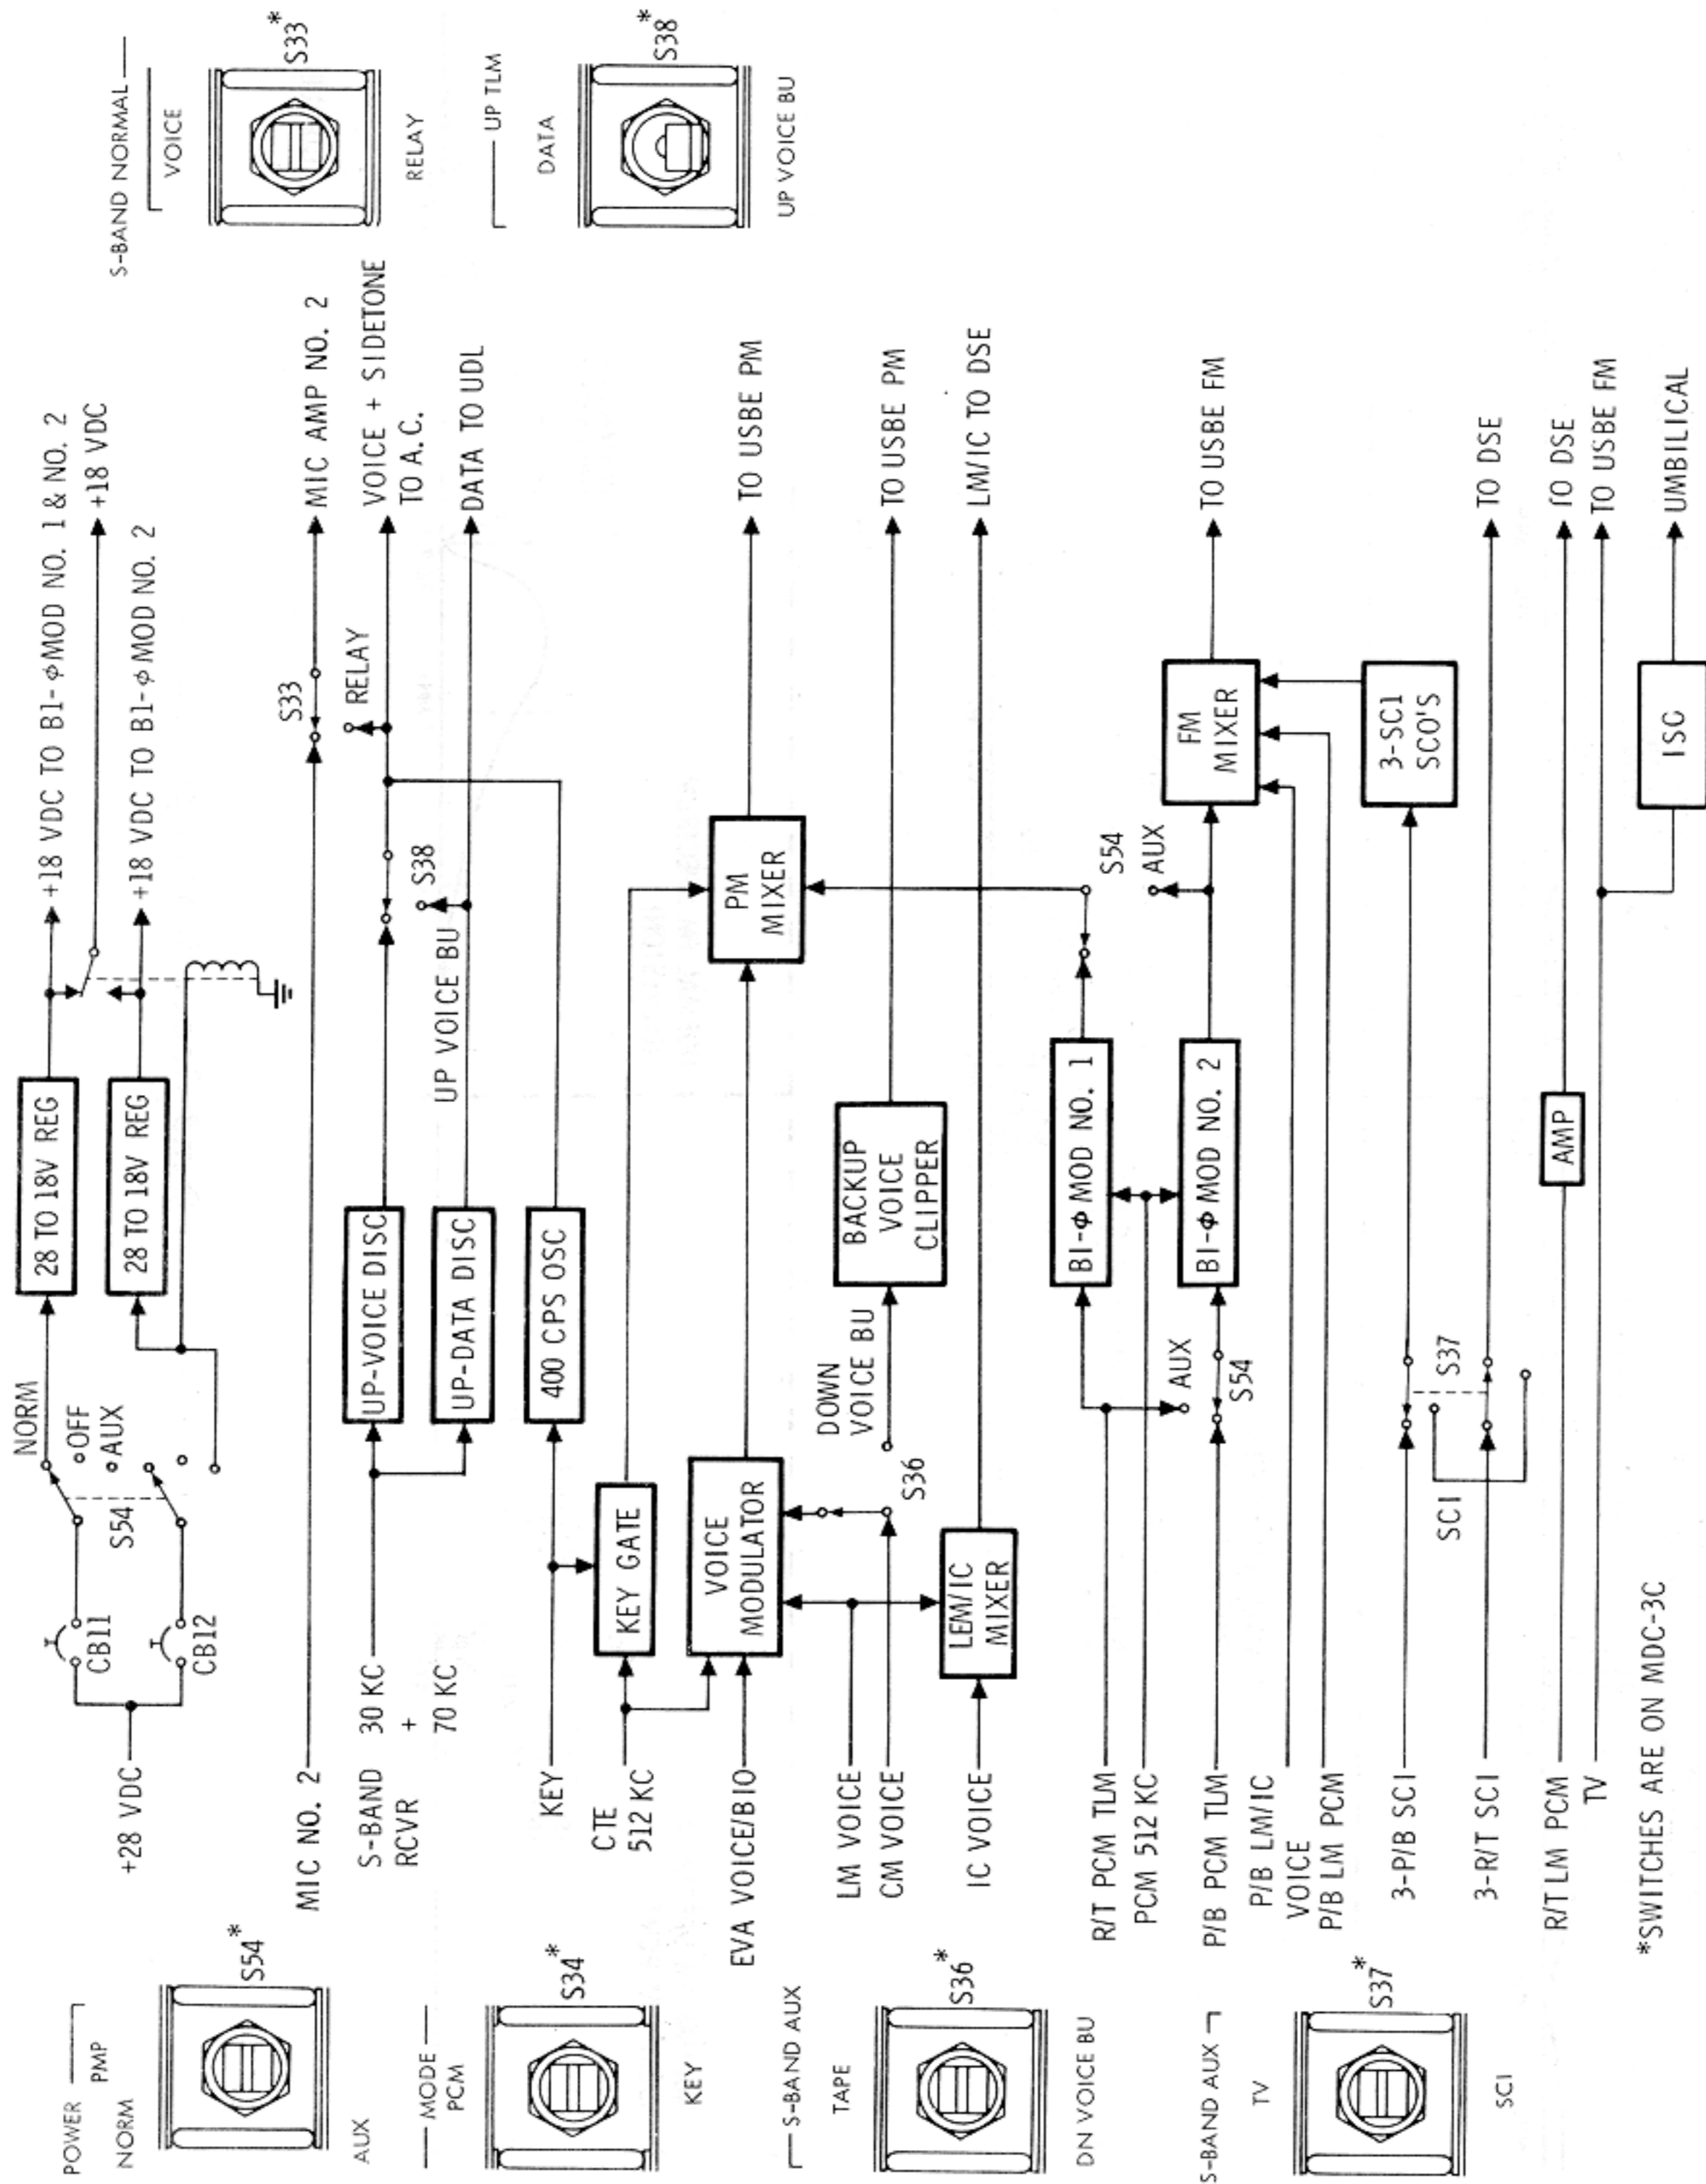 POWER
PMP
NORM
S54*
AUX
MODE
PCM
S34*
KEY
S-BAND AUX
TAPE
S36*
DN VOICE BU
S-BAND AUX
TV
S37*
SCI
+28 VDC
CB11
CB12
S54
NORM
OFF
AUX
28 TO 18V REG
28 TO 18V REG
+18 VDC TO B1-φMOD NO. 1 & NO. 2
+18 VDC
+18 VDC TO B1-φMOD NO. 2
MIC NO. 2
S33
MIC AMP NO. 2
RELAY
S-BAND
RCVR
30 KC
+
70 KC
UP-VOICE DISC
UP-DATA DISC
UP VOICE BU
S38
VOICE + SIDETONE
TO A.C.
DATA TO UDL
KEY
400 CPS OSC
CTE
512 KC
KEY GATE
EVA VOICE/BIO
VOICE
MODULATOR
PM
MIXER
TO USBE PM
LM VOICE
CM VOICE
S36
DOWN
VOICE BU
BACKUP
VOICE
CLIPPER
TO USBE PM
IC VOICE
LEM/IC
MIXER
LM/IC TO DSE
R/T PCM TLM
PCM 512 KC
P/B PCM TLM
AUX
S54
BI-φ MOD NO. 1
BI-φ MOD NO. 2
S54
AUX
P/B LM/IC
VOICE
P/B LM PCM
FM
MIXER
TO USBE FM
3-P/B SCI
3-R/T SCI
SCI
S37
3-SCI
SCO'S
TO DSE
R/T LM PCM
AMP
TO DSE
TV
TO USBE FM
ISC
UMBILICAL
S-BAND NORMAL
VOICE
S33*
RELAY
UP TLM
DATA
S38*
UP VOICE BU
*SWITCHES ARE ON MDC-3C